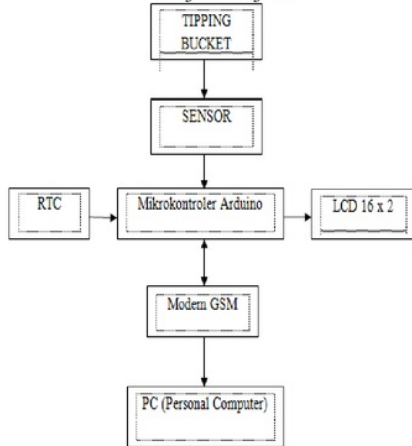 TIPPING
BUCKET
SENSOR
RTC
Mikrokontroler Arduino
LCD 16 x 2
Modem GSM
PC (Personal Computer)